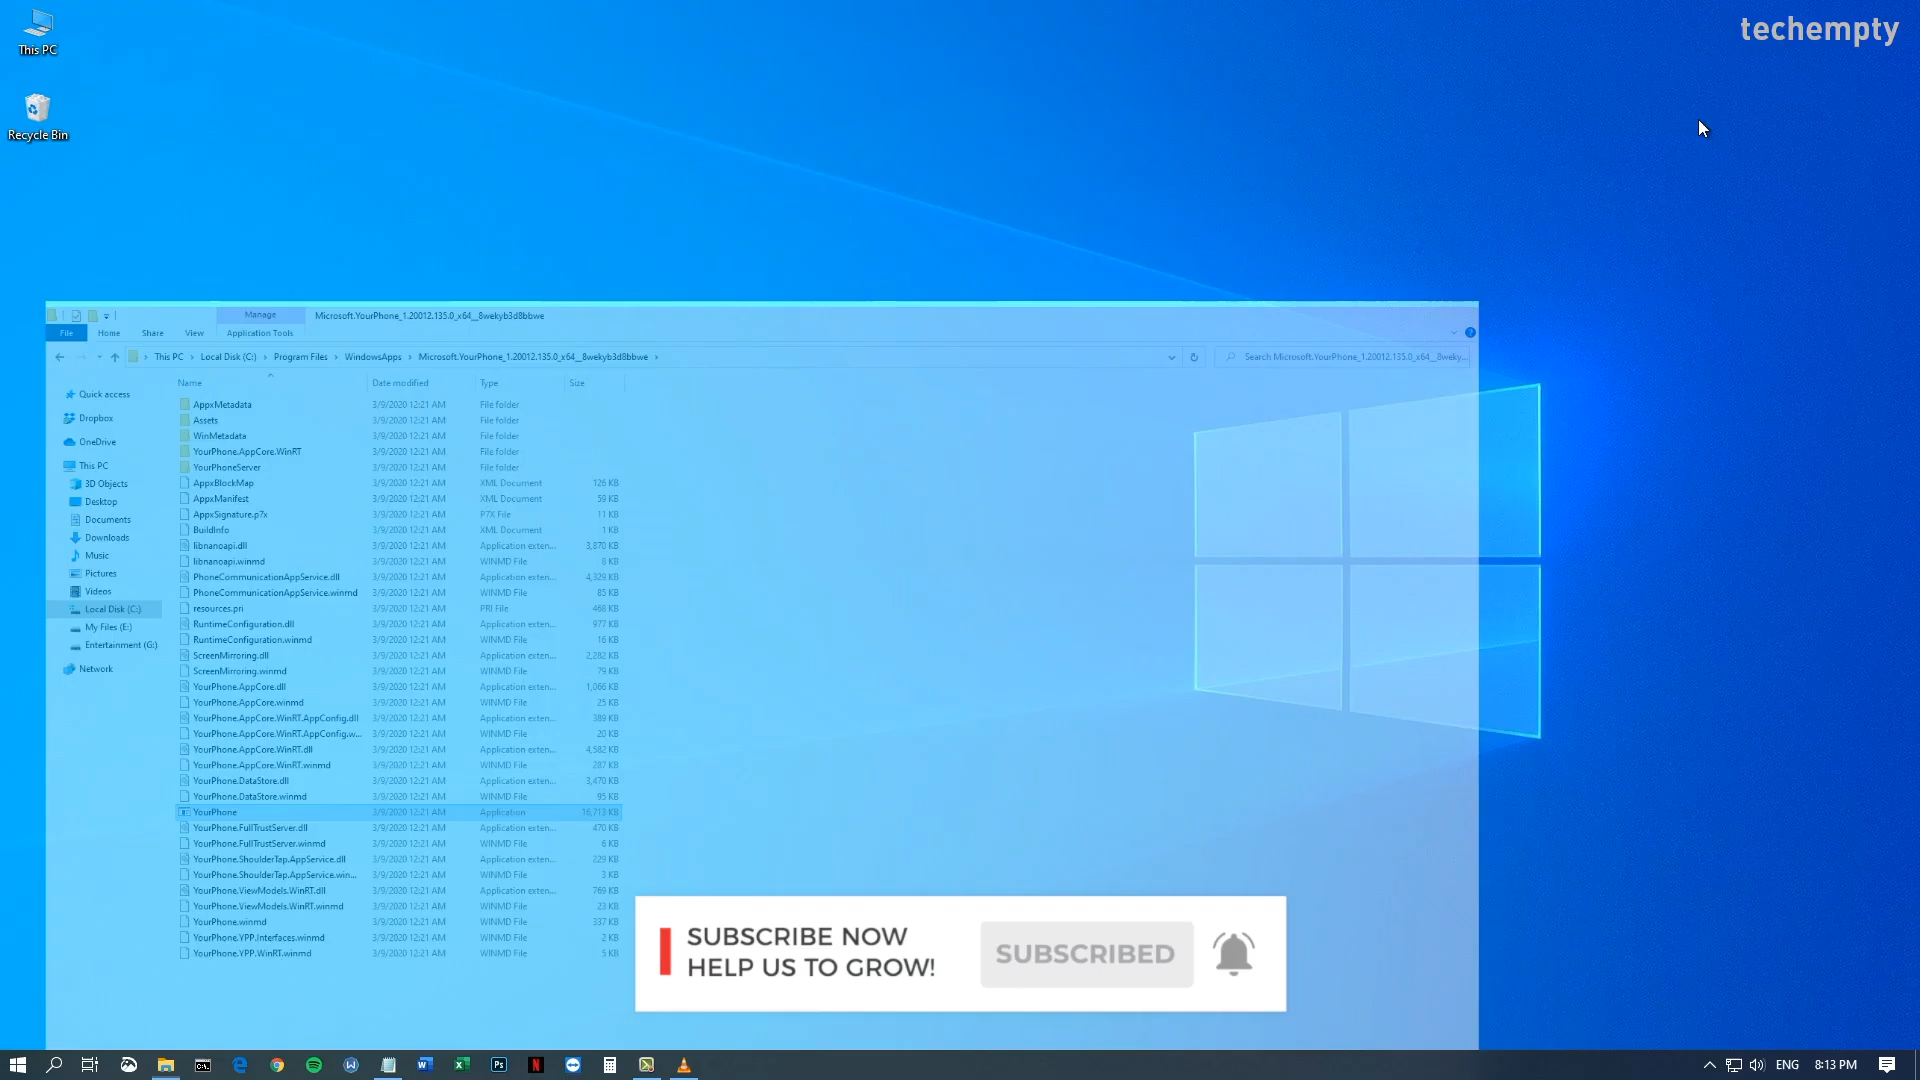 This PC
Recycle Bin
techempty
Manage
Microsoft.YourPhone_1.20012.135.0_x64__8wekyb3d8bbwe
File Home Share View Application Tools
This PC Local Disk (C:) Program Files WindowsApps Microsoft.YourPhone_1.20012.135.0_x64__8wekyb3d8bbwe
Search Microsoft.YourPhone_1.20012.135.0_x64__8weky...
Quick access
Dropbox
OneDrive
This PC
3D Objects
Desktop
Documents
Downloads
Music
Pictures
Videos
Local Disk (C:)
My Files (E:)
Entertainment (G:)
Network
Name Date modified Type Size
AppxMetadata 3/9/2020 12:21 AM File folder
Assets 3/9/2020 12:21 AM File folder
WinMetadata 3/9/2020 12:21 AM File folder
YourPhone.AppCore.WinRT 3/9/2020 12:21 AM File folder
YourPhoneServer 3/9/2020 12:21 AM File folder
AppxBlockMap 3/9/2020 12:21 AM XML Document 126 KB
AppxManifest 3/9/2020 12:21 AM XML Document 59 KB
AppxSignature.p7x 3/9/2020 12:21 AM P7X File 11 KB
BuildInfo 3/9/2020 12:21 AM XML Document 1 KB
libnanoapi.dll 3/9/2020 12:21 AM Application exten... 3,870 KB
libnanoapi.winmd 3/9/2020 12:21 AM WINMD File 8 KB
PhoneCommunicationAppService.dll 3/9/2020 12:21 AM Application exten... 4,329 KB
PhoneCommunicationAppService.winmd 3/9/2020 12:21 AM WINMD File 85 KB
resources.pri 3/9/2020 12:21 AM PRI File 468 KB
RuntimeConfiguration.dll 3/9/2020 12:21 AM Application exten... 977 KB
RuntimeConfiguration.winmd 3/9/2020 12:21 AM WINMD File 16 KB
ScreenMirroring.dll 3/9/2020 12:21 AM Application exten... 2,282 KB
ScreenMirroring.winmd 3/9/2020 12:21 AM WINMD File 79 KB
YourPhone.AppCore.dll 3/9/2020 12:21 AM Application exten... 1,066 KB
YourPhone.AppCore.winmd 3/9/2020 12:21 AM WINMD File 25 KB
YourPhone.AppCore.WinRT.AppConfig.dll 3/9/2020 12:21 AM Application exten... 389 KB
YourPhone.AppCore.WinRT.AppConfig.w... 3/9/2020 12:21 AM WINMD File 20 KB
YourPhone.AppCore.WinRT.dll 3/9/2020 12:21 AM Application exten... 4,582 KB
YourPhone.AppCore.WinRT.winmd 3/9/2020 12:21 AM WINMD File 287 KB
YourPhone.DataStore.dll 3/9/2020 12:21 AM Application exten... 3,470 KB
YourPhone.DataStore.winmd 3/9/2020 12:21 AM WINMD File 95 KB
YourPhone 3/9/2020 12:21 AM Application 16,713 KB
YourPhone.FullTrustServer.dll 3/9/2020 12:21 AM Application exten... 470 KB
YourPhone.FullTrustServer.winmd 3/9/2020 12:21 AM WINMD File 6 KB
YourPhone.ShoulderTap.AppService.dll 3/9/2020 12:21 AM Application exten... 229 KB
YourPhone.ShoulderTap.AppService.win... 3/9/2020 12:21 AM WINMD File 3 KB
YourPhone.ViewModels.WinRT.dll 3/9/2020 12:21 AM Application exten... 769 KB
YourPhone.ViewModels.WinRT.winmd 3/9/2020 12:21 AM WINMD File 23 KB
YourPhone.winmd 3/9/2020 12:21 AM WINMD File 337 KB
YourPhone.YPP.Interfaces.winmd 3/9/2020 12:21 AM WINMD File 2 KB
YourPhone.YPP.WinRT.winmd 3/9/2020 12:21 AM WINMD File 5 KB
SUBSCRIBE NOW
HELP US TO GROW!
SUBSCRIBED
ENG 8:13 PM